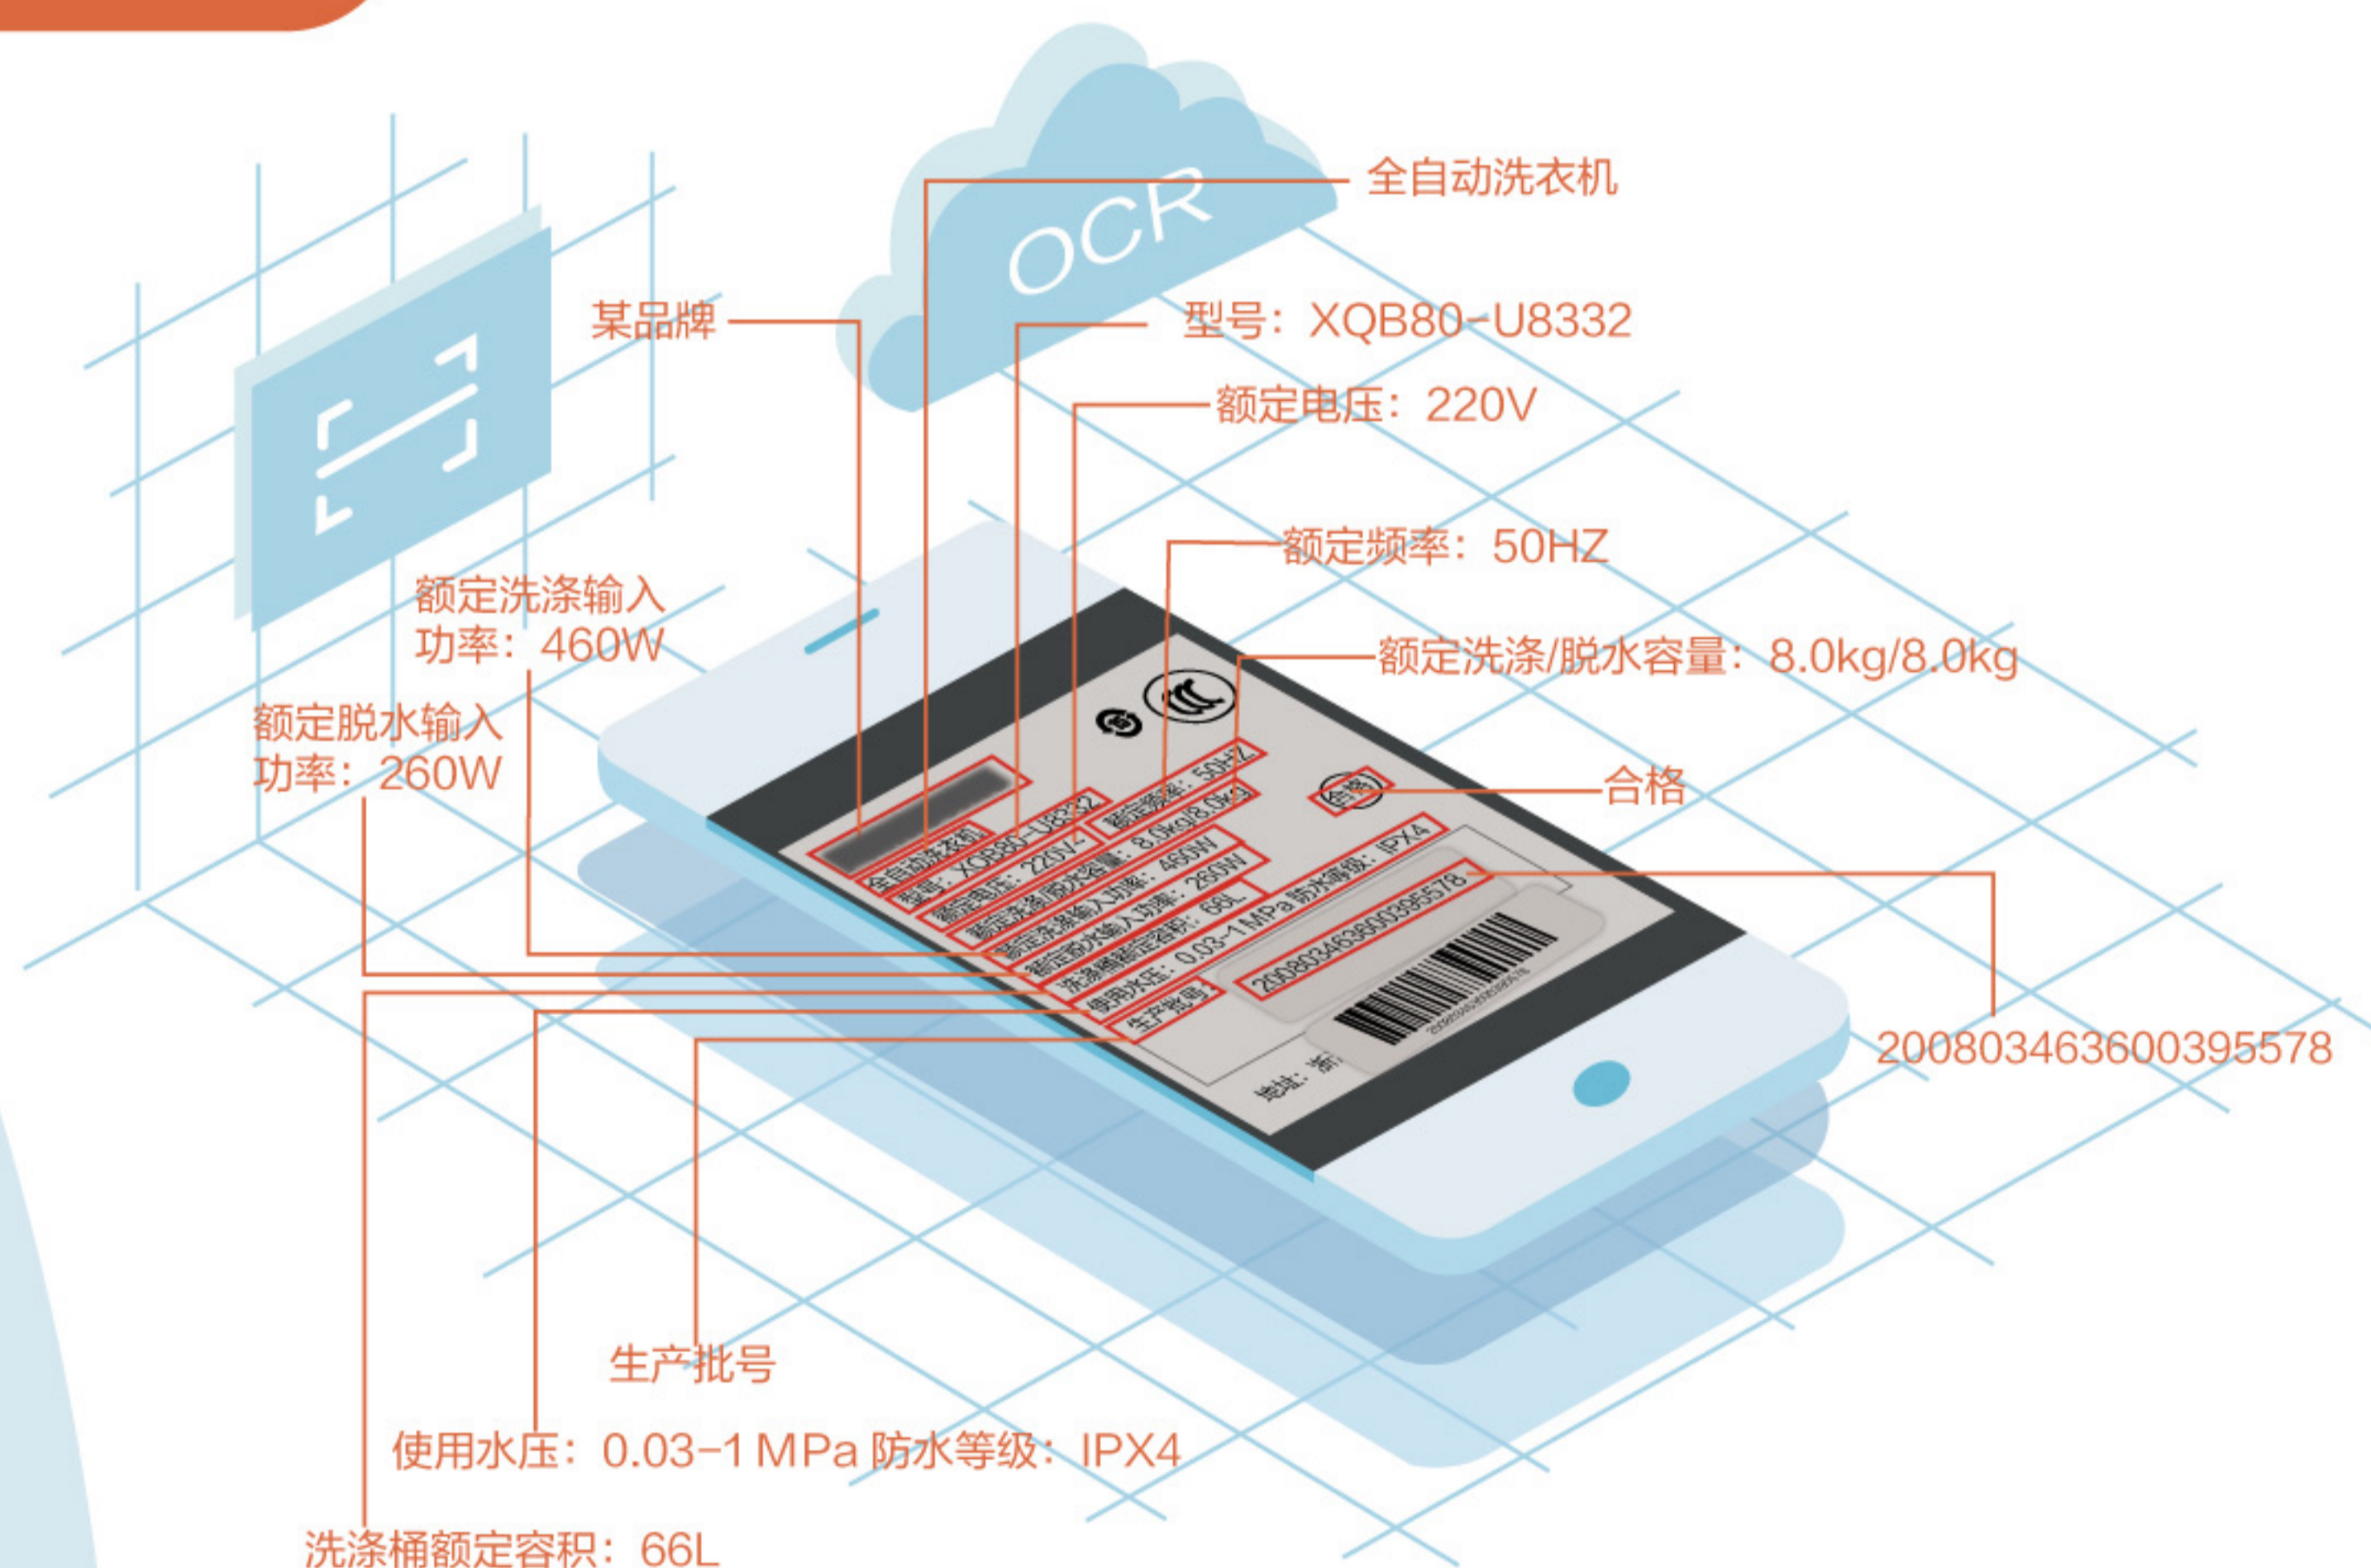 OCR
全自动洗衣机
某品牌
型号：XQB80-U8332
额定电压：220V
额定频率：50HZ
额定洗涤输入
功率：460W
额定洗涤/脱水容量：8.0kg/8.0kg
额定脱水输入
功率：260W
合格
200803463600395578
生产批号
使用水压：0.03-1 MPa 防水等级：IPX4
洗涤桶额定容积：66L
全自动洗衣机
型号：XQB80-U8332
额定电压：220V~
额定频率：50HZ
额定洗涤/脱水容量：8.0kg/8.0kg
额定洗涤输入功率：460W
额定脱水输入功率：260W
洗涤桶额定容积：66L
使用水压：0.03-1 MPa 防水等级：IPX4
生产批号：
200803463600395578
合格
地址：浙